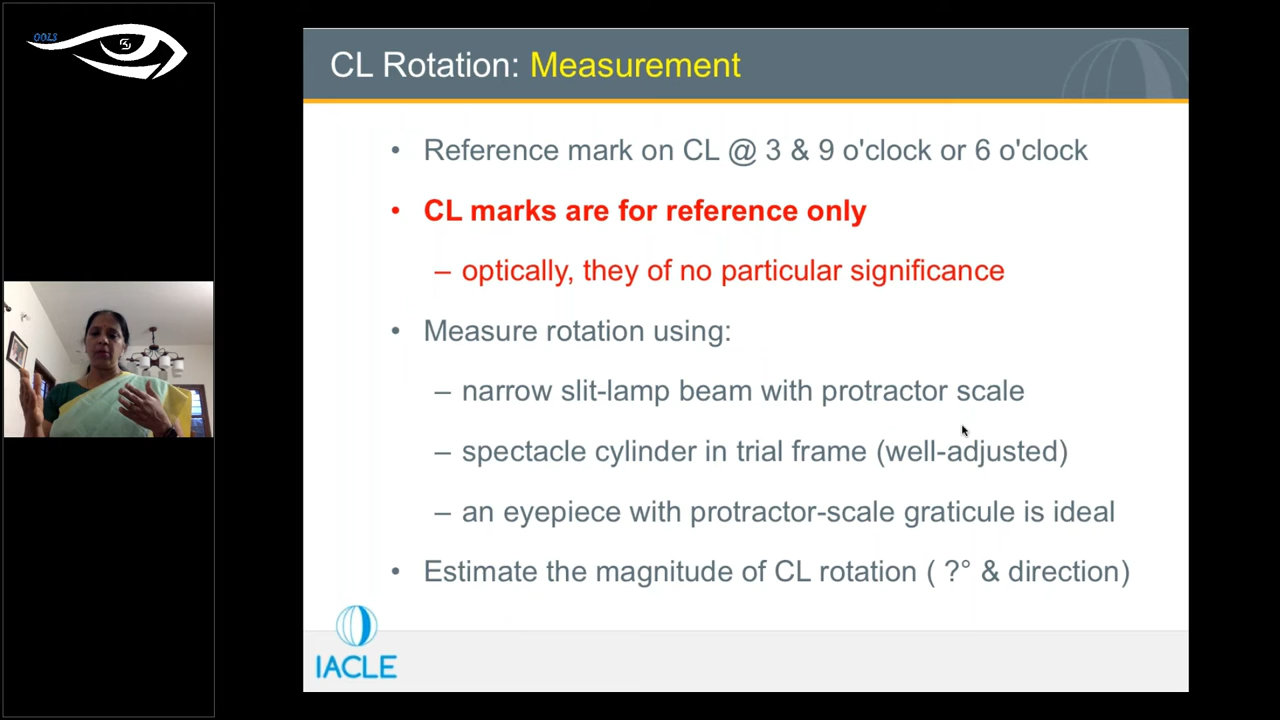 OOLS
CL Rotation: Measurement
• Reference mark on CL @ 3 & 9 o'clock or 6 o'clock
• CL marks are for reference only
– optically, they of no particular significance
• Measure rotation using:
– narrow slit-lamp beam with protractor scale
– spectacle cylinder in trial frame (well-adjusted)
– an eyepiece with protractor-scale graticule is ideal
• Estimate the magnitude of CL rotation ( ?° & direction)
IACLE